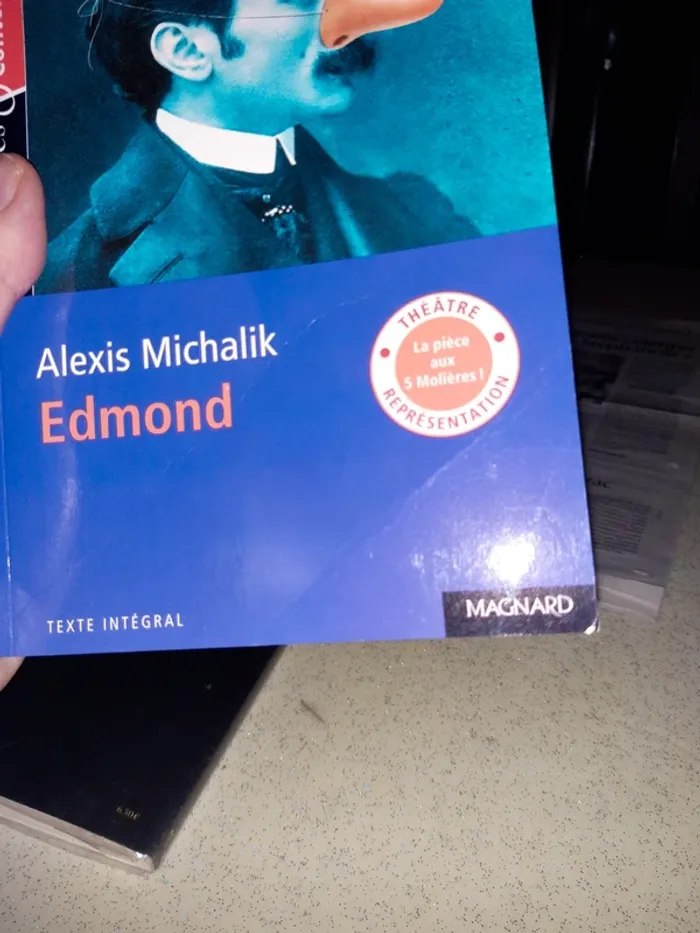 Alexis Michalik
Edmond
THÉÂTRE
La pièce
aux
5 Molières !
REPRÉSENTATION
TEXTE INTÉGRAL
MAGNARD